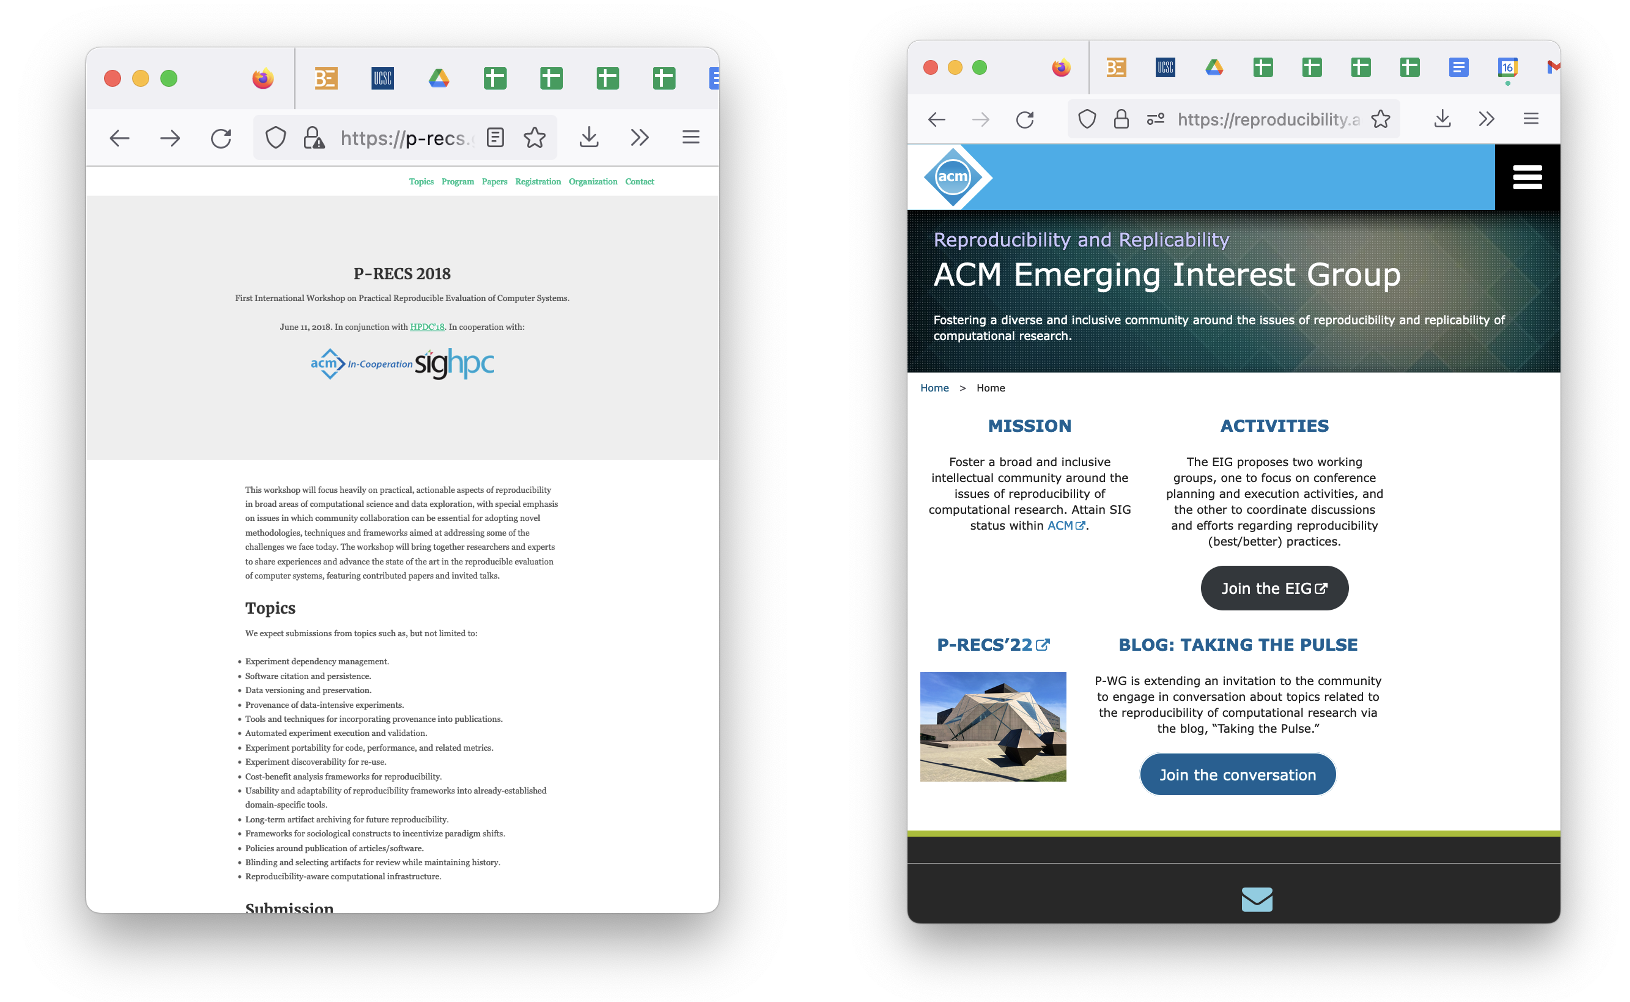 BE
UCSC
https://p-recs.
Topics Program Papers Registration Organization Contact
P-RECS 2018
First International Workshop on Practical Reproducible Evaluation of Computer Systems.
June 11, 2018. In conjunction with HPDC'18. In cooperation with:
acm In-Cooperation sighpc
This workshop will focus heavily on practical, actionable aspects of reproducibility
in broad areas of computational science and data exploration, with special emphasis
on issues in which community collaboration can be essential for adopting novel
methodologies, techniques and frameworks aimed at addressing some of the
challenges we face today. The workshop will bring together researchers and experts
to share experiences and advance the state of the art in the reproducible evaluation
of computer systems, featuring contributed papers and invited talks.
Topics
We expect submissions from topics such as, but not limited to:
• Experiment dependency management.
• Software citation and persistence.
• Data versioning and preservation.
• Provenance of data-intensive experiments.
• Tools and techniques for incorporating provenance into publications.
• Automated experiment execution and validation.
• Experiment portability for code, performance, and related metrics.
• Experiment discoverability for re-use.
• Cost-benefit analysis frameworks for reproducibility.
• Usability and adaptability of reproducibility frameworks into already-established
domain-specific tools.
• Long-term artifact archiving for future reproducibility.
• Frameworks for sociological constructs to incentivize paradigm shifts.
• Policies around publication of articles/software.
• Blinding and selecting artifacts for review while maintaining history.
• Reproducibility-aware computational infrastructure.
Submission
BE
UCSC
16
https://reproducibility.a
acm
Reproducibility and Replicability
ACM Emerging Interest Group
Fostering a diverse and inclusive community around the issues of reproducibility and replicability of
computational research.
Home > Home
MISSION
Foster a broad and inclusive
intellectual community around the
issues of reproducibility of
computational research. Attain SIG
status within ACM.
ACTIVITIES
The EIG proposes two working
groups, one to focus on conference
planning and execution activities, and
the other to coordinate discussions
and efforts regarding reproducibility
(best/better) practices.
Join the EIG
P-RECS’22
BLOG: TAKING THE PULSE
P-WG is extending an invitation to the community
to engage in conversation about topics related to
the reproducibility of computational research via
the blog, “Taking the Pulse.”
Join the conversation